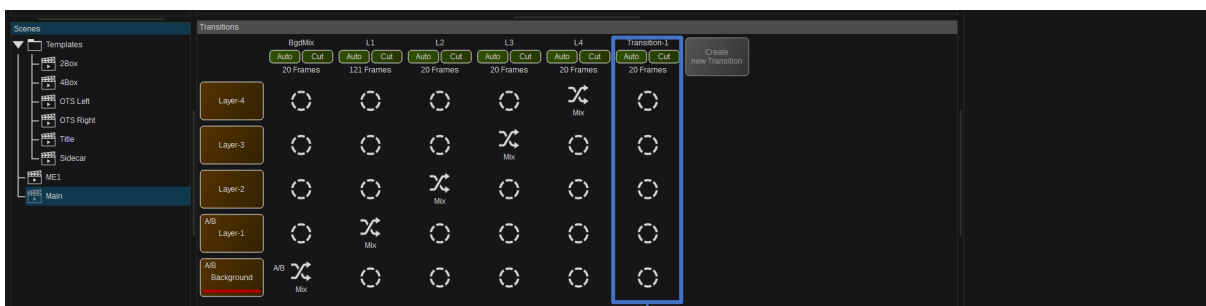 Scenes
Templates
2Box
4Box
OTS Left
OTS Right
Title
Sidecar
ME1
Main
Transitions
BgdMix L1 L2 L3 L4 Transition-1
Auto Cut Auto Cut Auto Cut Auto Cut Auto Cut Auto Cut
20 Frames 121 Frames 20 Frames 20 Frames 20 Frames 20 Frames
Create
new Transition
Layer-4
Mix
Layer-3
Mix
Layer-2
Mix
A/B
Layer-1
Mix
A/B
Background
A/B
Mix